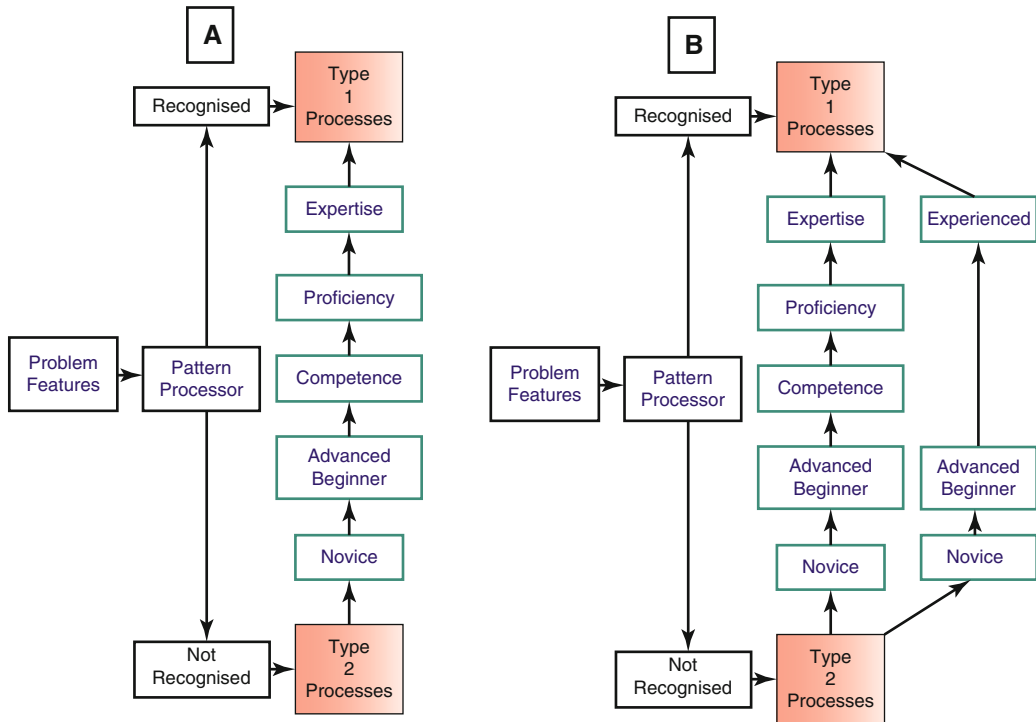 A
Type
1
Processes
Recognised
Expertise
Proficiency
Problem
Features
Pattern
Processor
Competence
Advanced
Beginner
Novice
Not
Recognised
Type
2
Processes
B
Type
1
Processes
Recognised
Expertise
Experienced
Proficiency
Problem
Features
Pattern
Processor
Competence
Advanced
Beginner
Advanced
Beginner
Novice
Novice
Not
Recognised
Type
2
Processes